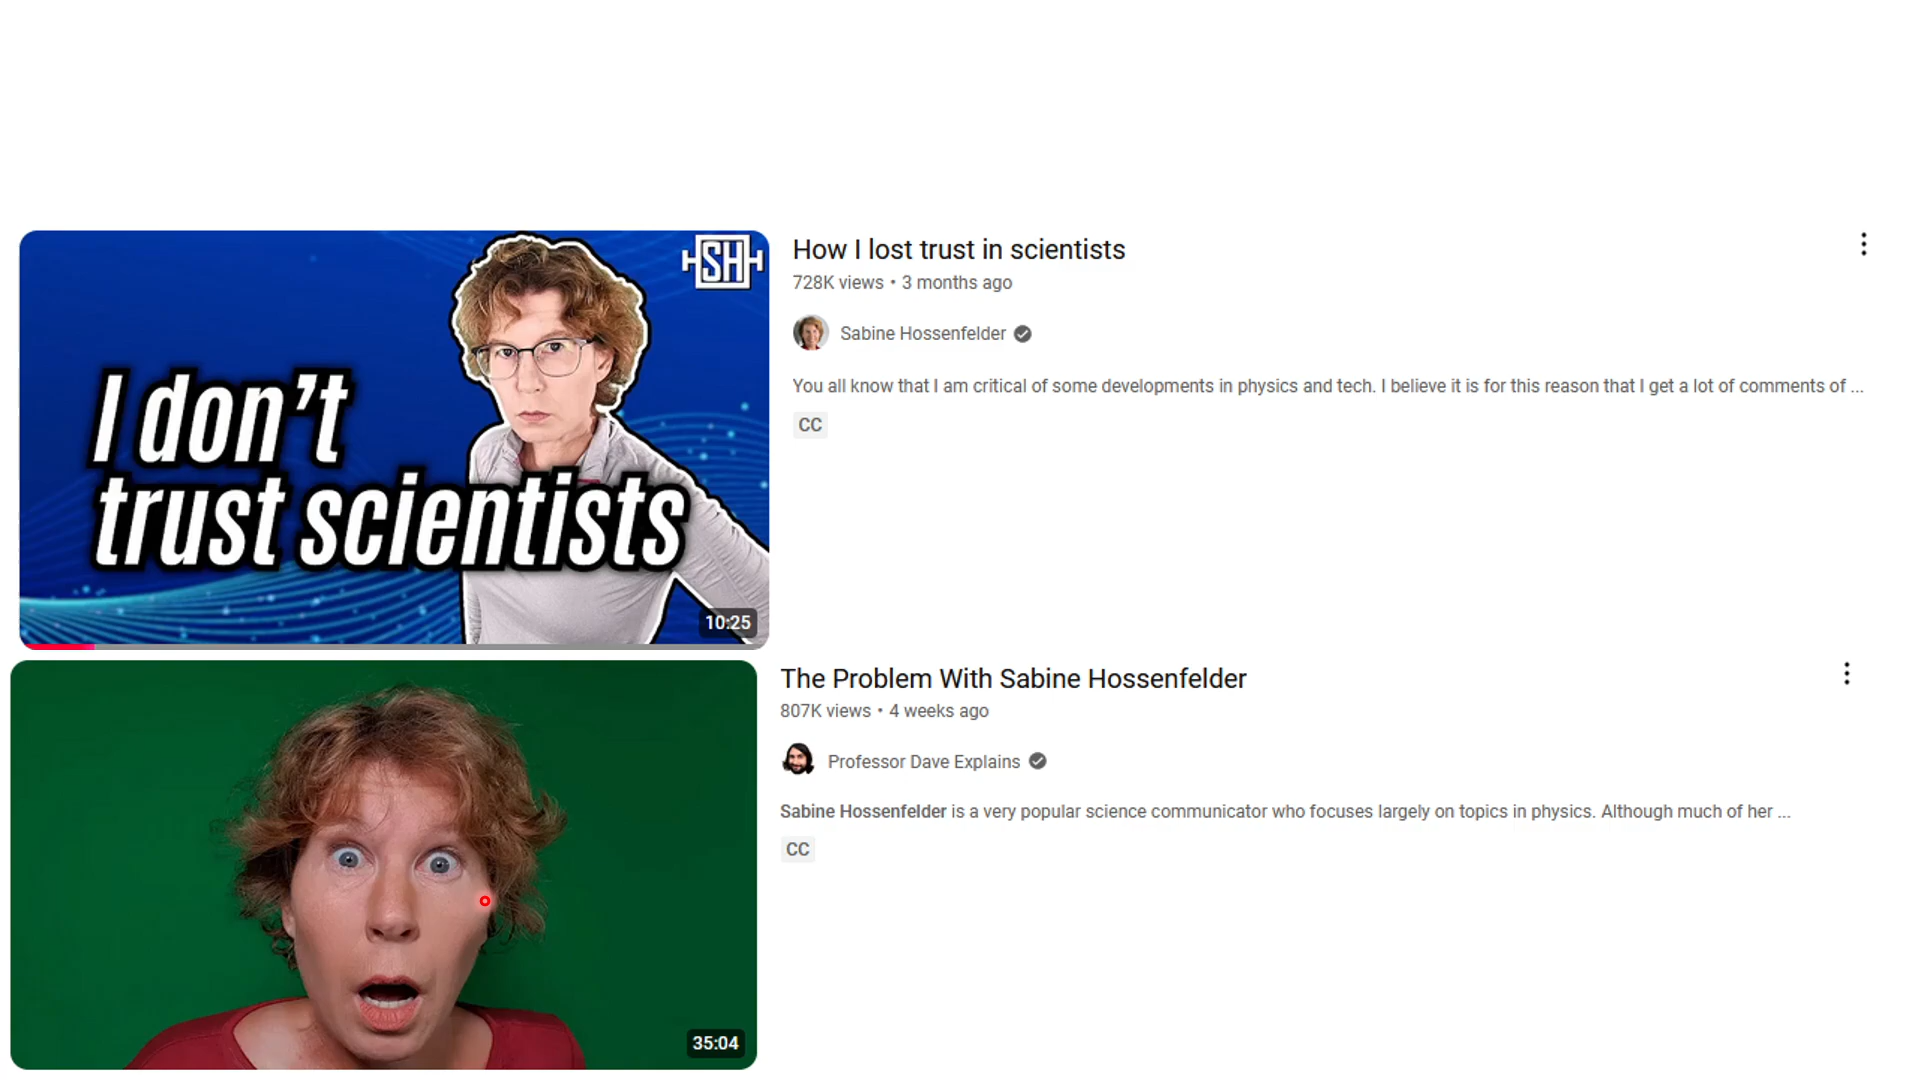 SH
I don't
trust scientists
10:25
How I lost trust in scientists
728K views • 3 months ago
Sabine Hossenfelder
You all know that I am critical of some developments in physics and tech. I believe it is for this reason that I get a lot of comments of ...
CC
35:04
The Problem With Sabine Hossenfelder
807K views • 4 weeks ago
Professor Dave Explains
Sabine Hossenfelder is a very popular science communicator who focuses largely on topics in physics. Although much of her ...
CC